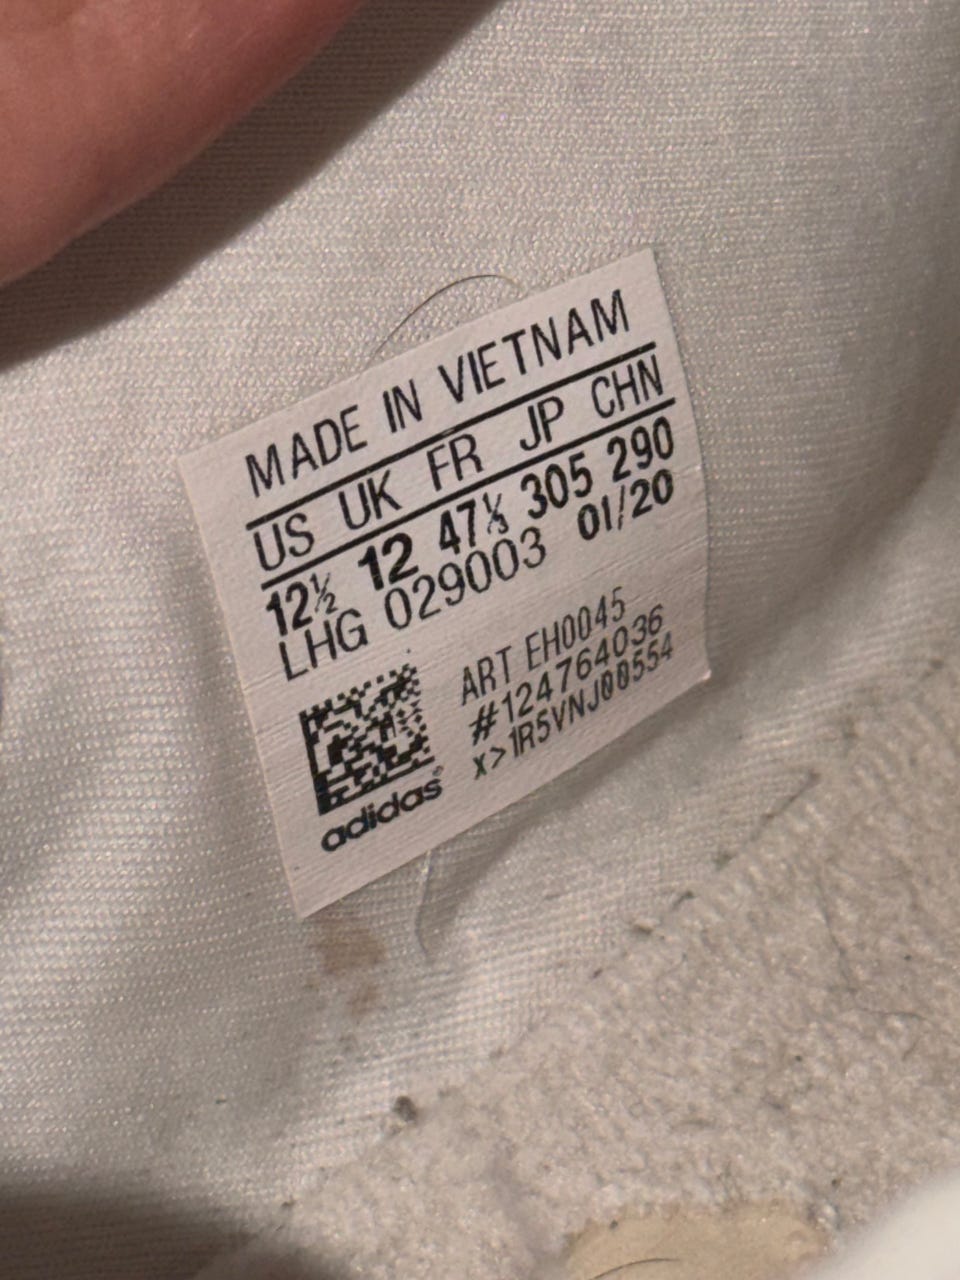 MADE IN VIETNAM
US UK FR JP CHN
12½ 12 47⅓ 305 290
LHG 029003 01/20
ART EH0045
#124764036
x>1R5VNJ00554
adidas®